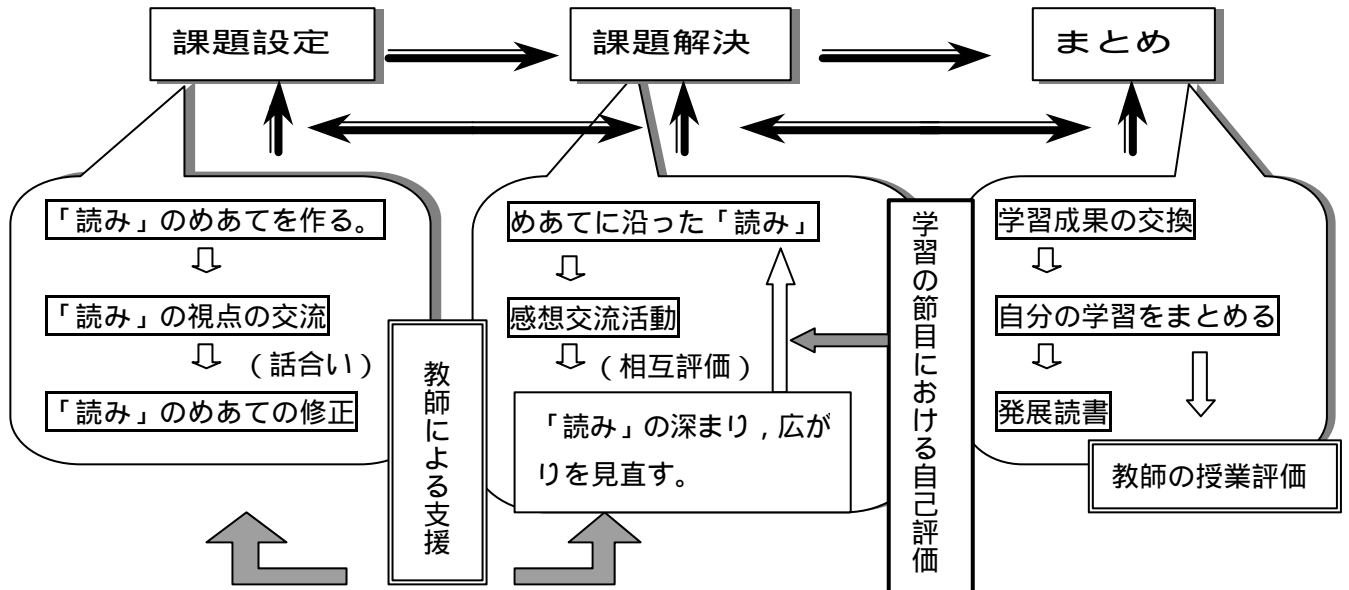 課題設定
課題解決
まとめ
「読み」のめあてを作る。
「読み」の視点の交流
(話合い)
「読み」のめあての修正
教師による支援
めあてに沿った「読み」
感想交流活動
(相互評価)
「読み」の深まり,広が
りを見直す。
学習の節目における自己評価
学習成果の交換
自分の学習をまとめる
発展読書
教師の授業評価